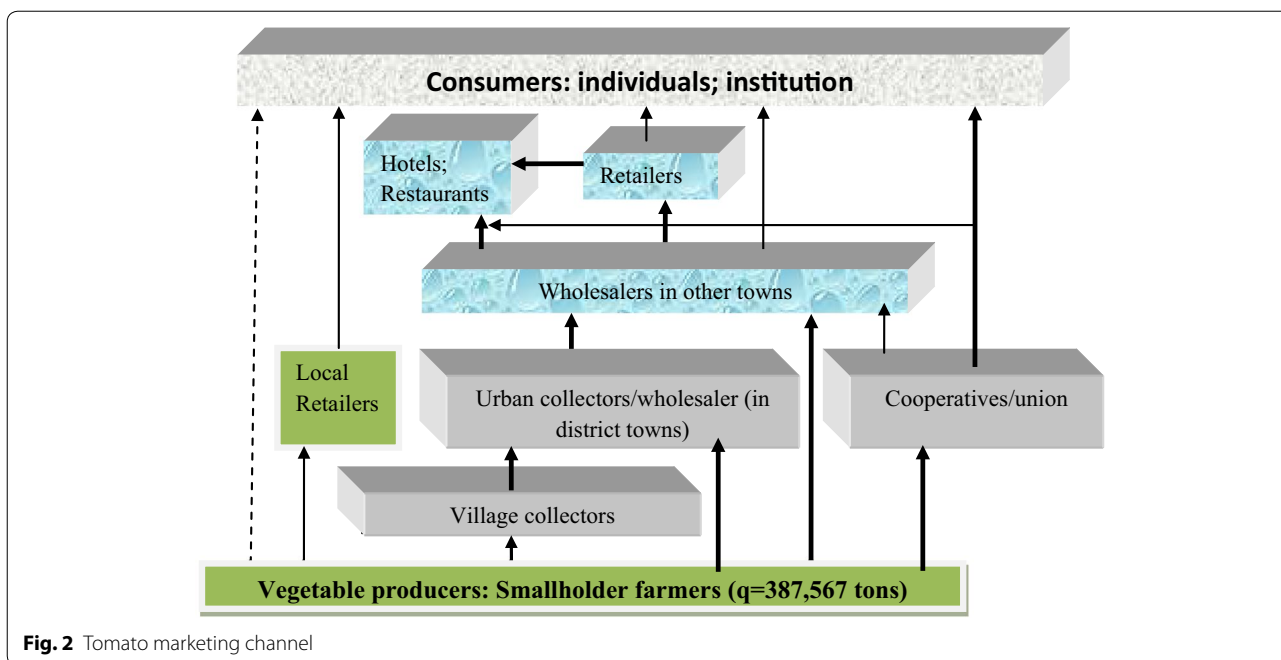 Consumers: individuals; institution
Hotels;
Restaurants
Retailers
Wholesalers in other towns
Local
Retailers
Urban collectors/wholesaler (in
district towns)
Cooperatives/union
Village collectors
Vegetable producers: Smallholder farmers (q=387,567 tons)
Fig. 2 Tomato marketing channel